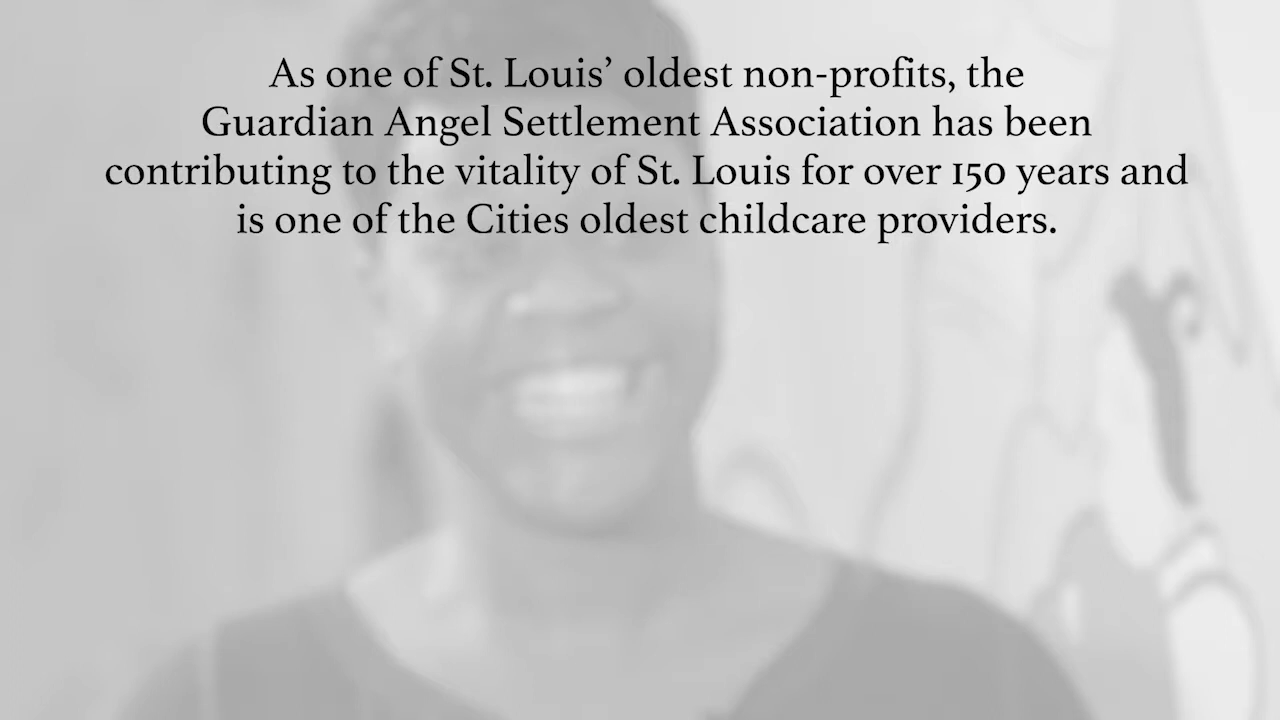 As one of St. Louis’ oldest non-profits, the
Guardian Angel Settlement Association has been
contributing to the vitality of St. Louis for over 150 years and
is one of the Cities oldest childcare providers.